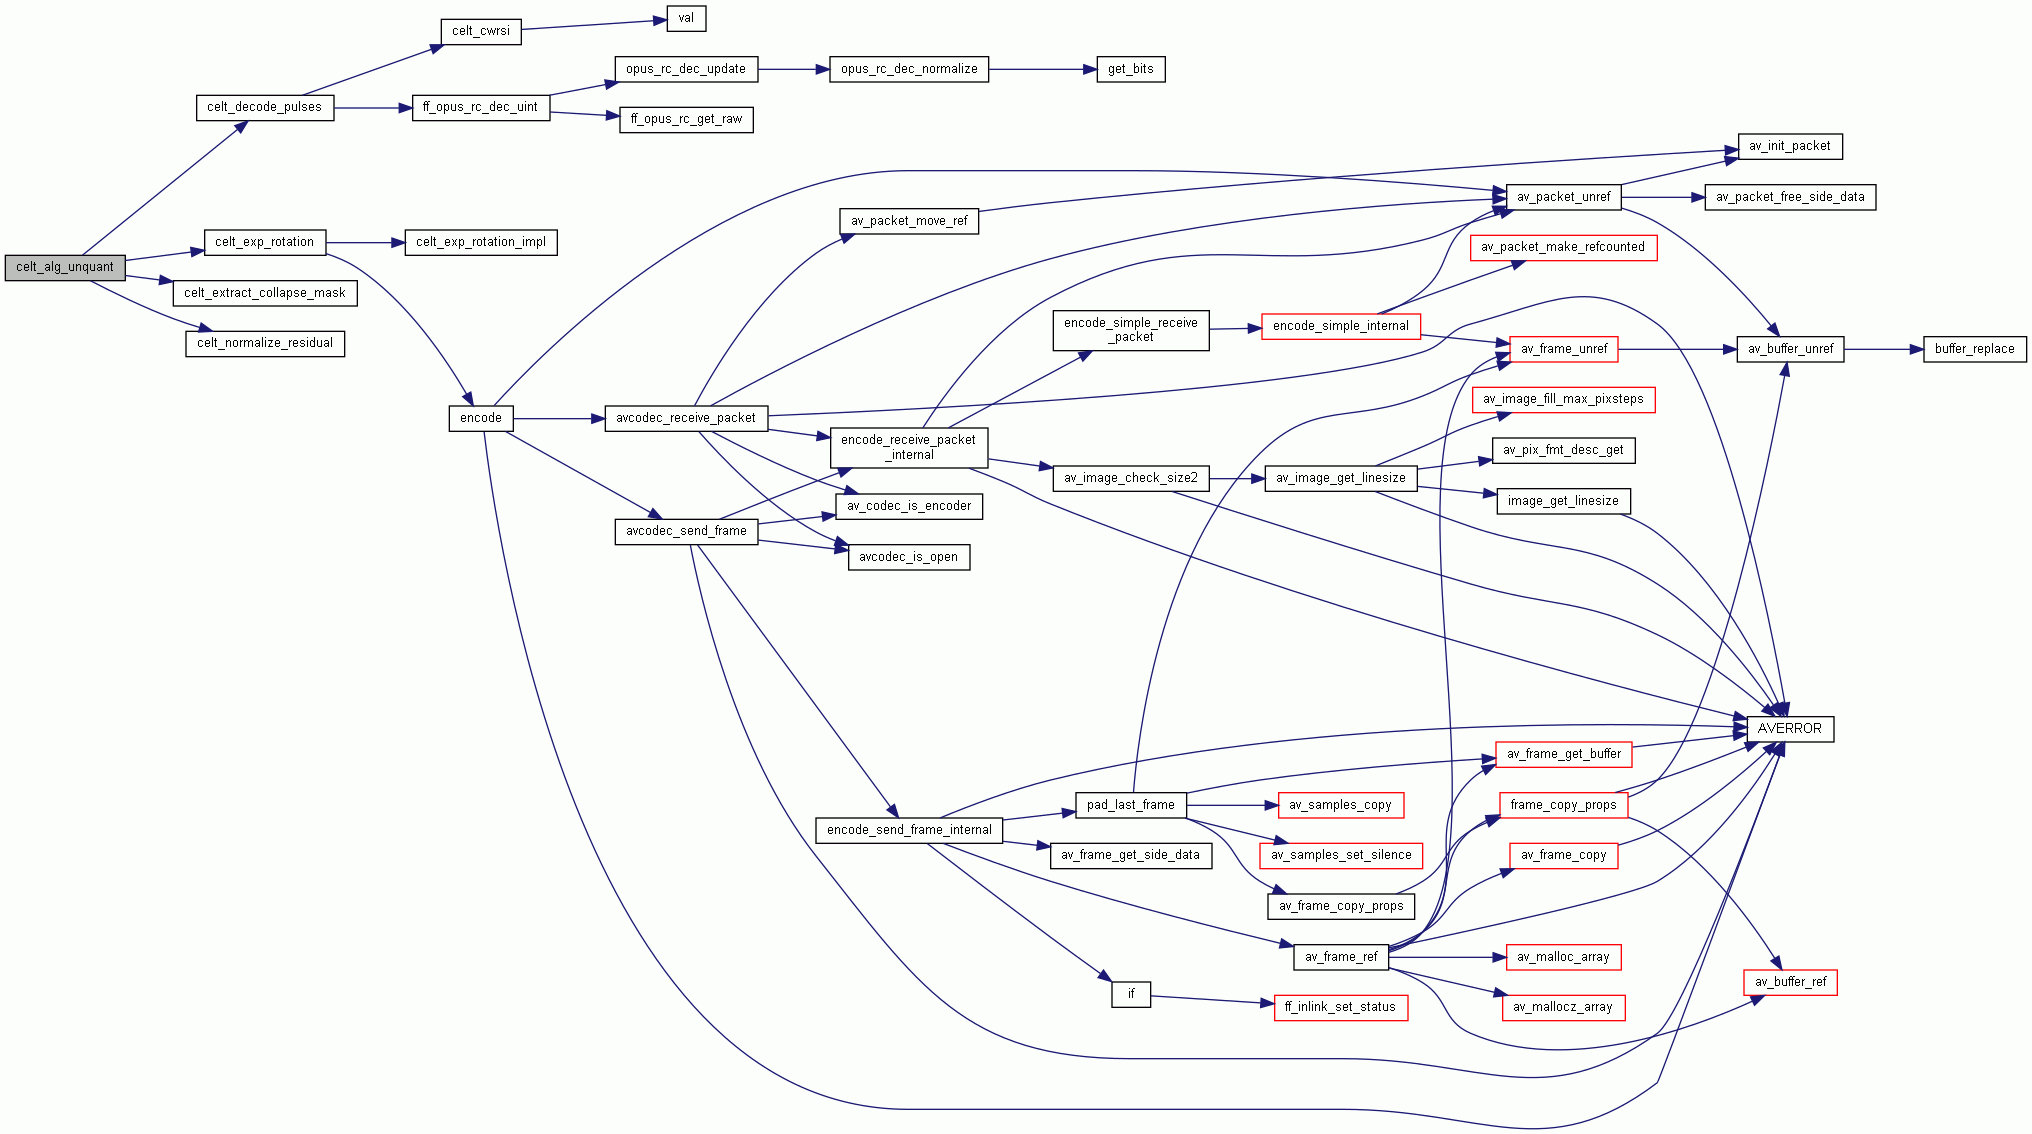 celt_cwrsi
val
opus_rc_dec_update
opus_rc_dec_normalize
get_bits
celt_decode_pulses
ff_opus_rc_dec_uint
ff_opus_rc_get_raw
av_init_packet
av_packet_unref
av_packet_free_side_data
av_packet_move_ref
celt_exp_rotation
celt_exp_rotation_impl
av_packet_make_refcounted
celt_alg_unquant
celt_extract_collapse_mask
encode_simple_receive
_packet
encode_simple_internal
celt_normalize_residual
av_frame_unref
av_buffer_unref
buffer_replace
av_image_fill_max_pixsteps
encode
avcodec_receive_packet
encode_receive_packet
_internal
av_pix_fmt_desc_get
av_image_check_size2
av_image_get_linesize
image_get_linesize
av_codec_is_encoder
avcodec_send_frame
avcodec_is_open
AVERROR
av_frame_get_buffer
pad_last_frame
av_samples_copy
frame_copy_props
encode_send_frame_internal
av_frame_get_side_data
av_samples_set_silence
av_frame_copy
av_frame_copy_props
av_frame_ref
av_malloc_array
av_buffer_ref
if
ff_inlink_set_status
av_mallocz_array